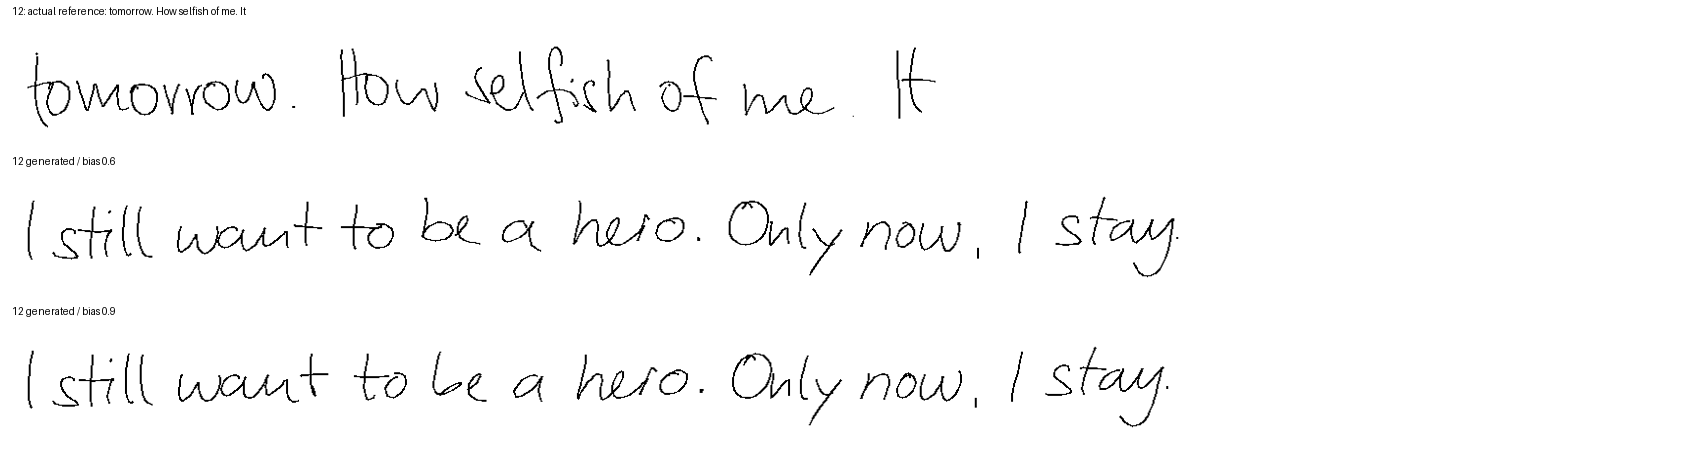 12: actual reference: tomorrow. How selfish of me. It
tomorrow. How selfish of me. It
12 generated / bias 0.6
I still want to be a hero. Only now, I stay.
12 generated / bias 0.9
I still want to be a hero. Only now, I stay.